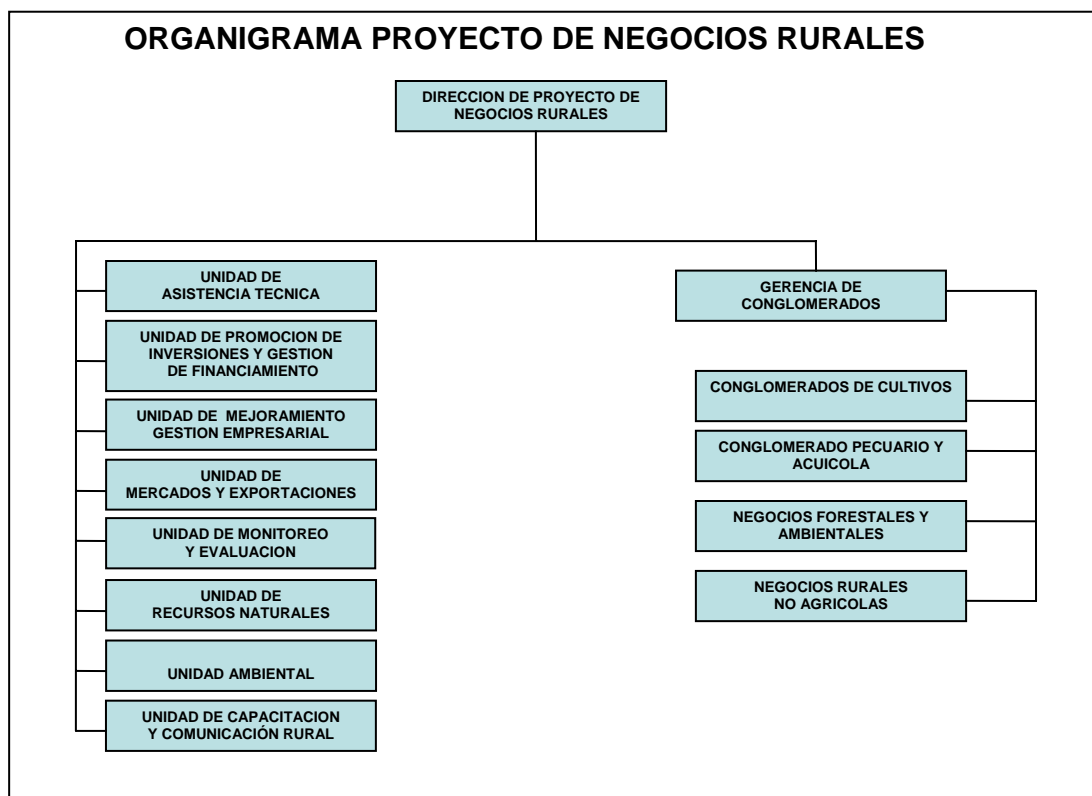 ORGANIGRAMA PROYECTO DE NEGOCIOS RURALES
DIRECCION DE PROYECTO DE
NEGOCIOS RURALES
UNIDAD DE
ASISTENCIA TECNICA
UNIDAD DE PROMOCION DE
INVERSIONES Y GESTION
DE FINANCIAMIENTO
UNIDAD DE MEJORAMIENTO
GESTION EMPRESARIAL
UNIDAD DE
MERCADOS Y EXPORTACIONES
UNIDAD DE MONITOREO
Y EVALUACION
UNIDAD DE
RECURSOS NATURALES
UNIDAD AMBIENTAL
UNIDAD DE CAPACITACION
Y COMUNICACIÓN RURAL
GERENCIA DE
CONGLOMERADOS
CONGLOMERADOS DE CULTIVOS
CONGLOMERADO PECUARIO Y
ACUICOLA
NEGOCIOS FORESTALES Y
AMBIENTALES
NEGOCIOS RURALES
NO AGRICOLAS